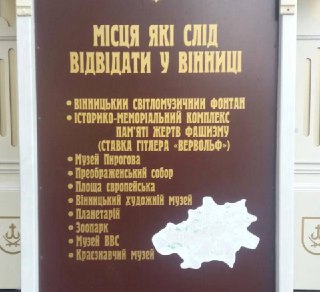 МІСЦЯ ЯКІ СЛІД
ВІДВІДАТИ У ВІННИЦІ
• ВІННИЦЬКИЙ СВІТЛОМУЗИЧНИЙ ФОНТАН
• ІСТОРИКО-МЕМОРІАЛЬНИЙ КОМПЛЕКС
ПАМ'ЯТІ ЖЕРТВ ФАШИЗМУ
(СТАВКА ГІТЛЕРА «ВЕРВОЛЬФ»)
• Музей Пирогова
• Преображенський собор
• Площа європейська
• Вінницький художній музей
• Планетарій
• Зоопарк
• Музей ВВС
• Краєзнавчий музей